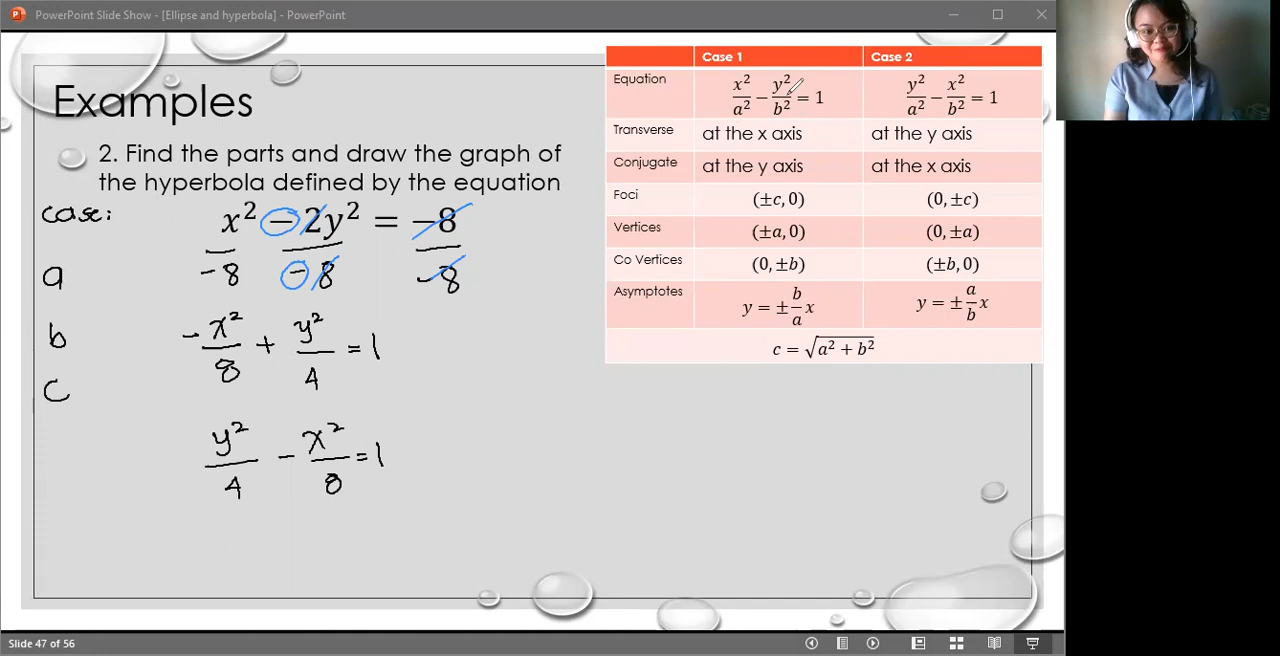 PowerPoint Slide Show - [Ellipse and hyperbola] - PowerPoint
Examples
2. Find the parts and draw the graph of
the hyperbola defined by the equation
case:
x² − 2y² = −8
−8 −8 −8
a
b
c
−x²/8 + y²/4 = 1
y²/4 − x²/8 = 1
Case 1 Case 2
Equation x²/a² − y²/b² = 1 y²/a² − x²/b² = 1
Transverse at the x axis at the y axis
Conjugate at the y axis at the x axis
Foci (±c, 0) (0, ±c)
Vertices (±a, 0) (0, ±a)
Co Vertices (0, ±b) (±b, 0)
Asymptotes y = ± b/a x y = ± a/b x
c = √(a² + b²)
Slide 47 of 56